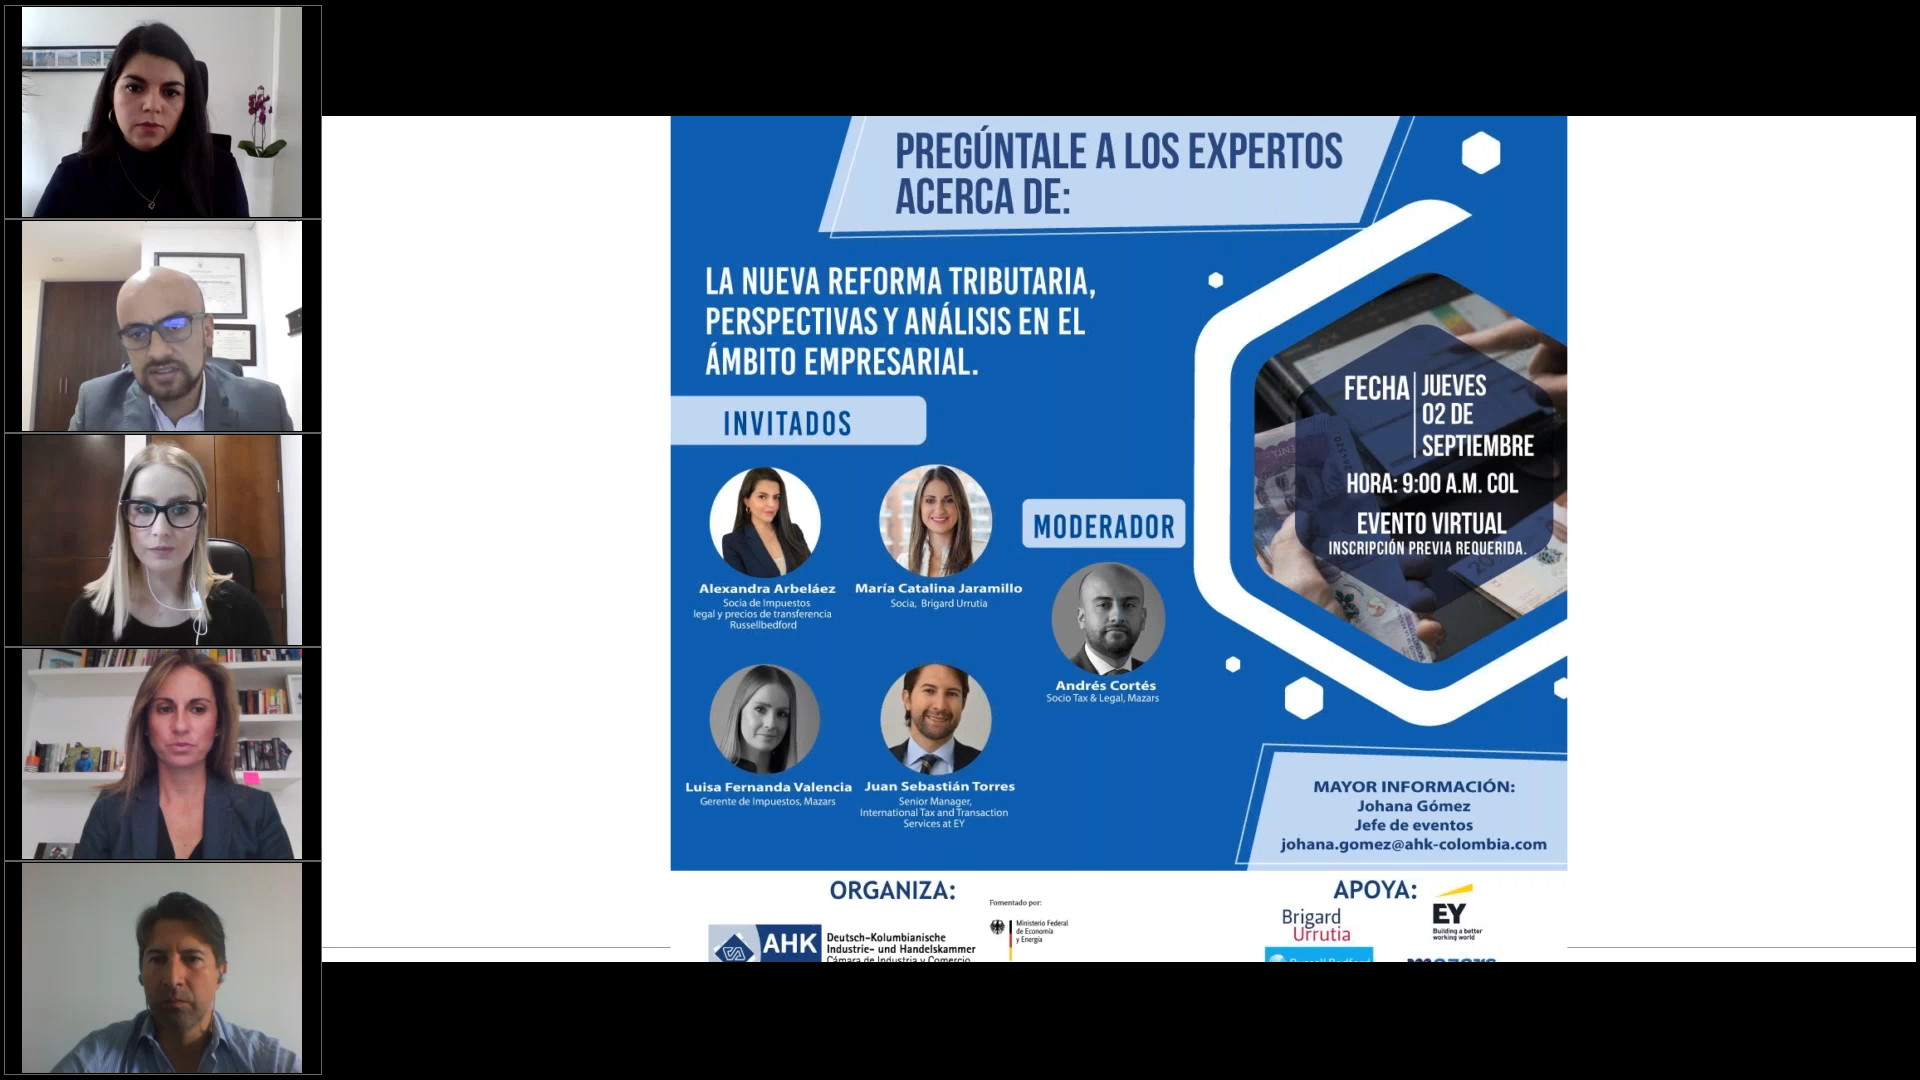 PREGÚNTALE A LOS EXPERTOS
ACERCA DE:
LA NUEVA REFORMA TRIBUTARIA,
PERSPECTIVAS Y ANÁLISIS EN EL
ÁMBITO EMPRESARIAL.
INVITADOS
Alexandra Arbeláez
Socia de Impuestos
legal y precios de transferencia
Russellbedford
María Catalina Jaramillo
Socia, Brigard Urrutia
MODERADOR
Andrés Cortés
Socio Tax & Legal, Mazars
Luisa Fernanda Valencia
Gerente de Impuestos, Mazars
Juan Sebastián Torres
Senior Manager,
International Tax and Transaction
Services at EY
FECHA
JUEVES
02 DE
SEPTIEMBRE
HORA: 9:00 A.M. COL
EVENTO VIRTUAL
INSCRIPCIÓN PREVIA REQUERIDA.
MAYOR INFORMACIÓN:
Johana Gómez
Jefe de eventos
johana.gomez@ahk-colombia.com
ORGANIZA:
AHK
Deutsch-Kolumbianische
Industrie- und Handelskammer
Cámara de Industria y Comercio
Fomentado por:
Ministerio Federal
de Economía
y Energía
APOYA:
Brigard
Urrutia
EY
Building a better
working world